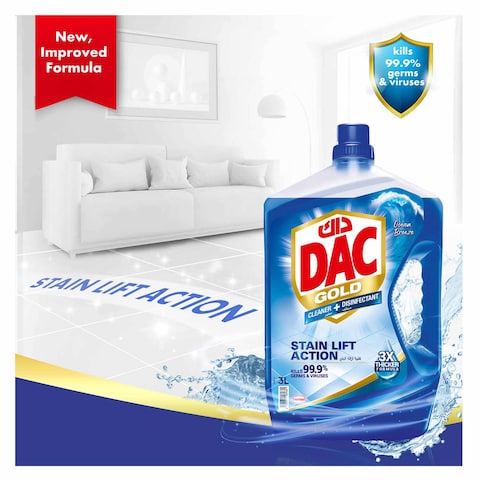 New,
Improved
Formula
kills
99.9%
germs
& viruses
STAIN LIFT ACTION
داك
DAC
GOLD
CLEANER + DISINFECTANT
Ocean
Breeze
STAIN LIFT
ACTION
KILLS 99.9%
GERMS & VIRUSES
3X
THICKER
FORMULA
3L